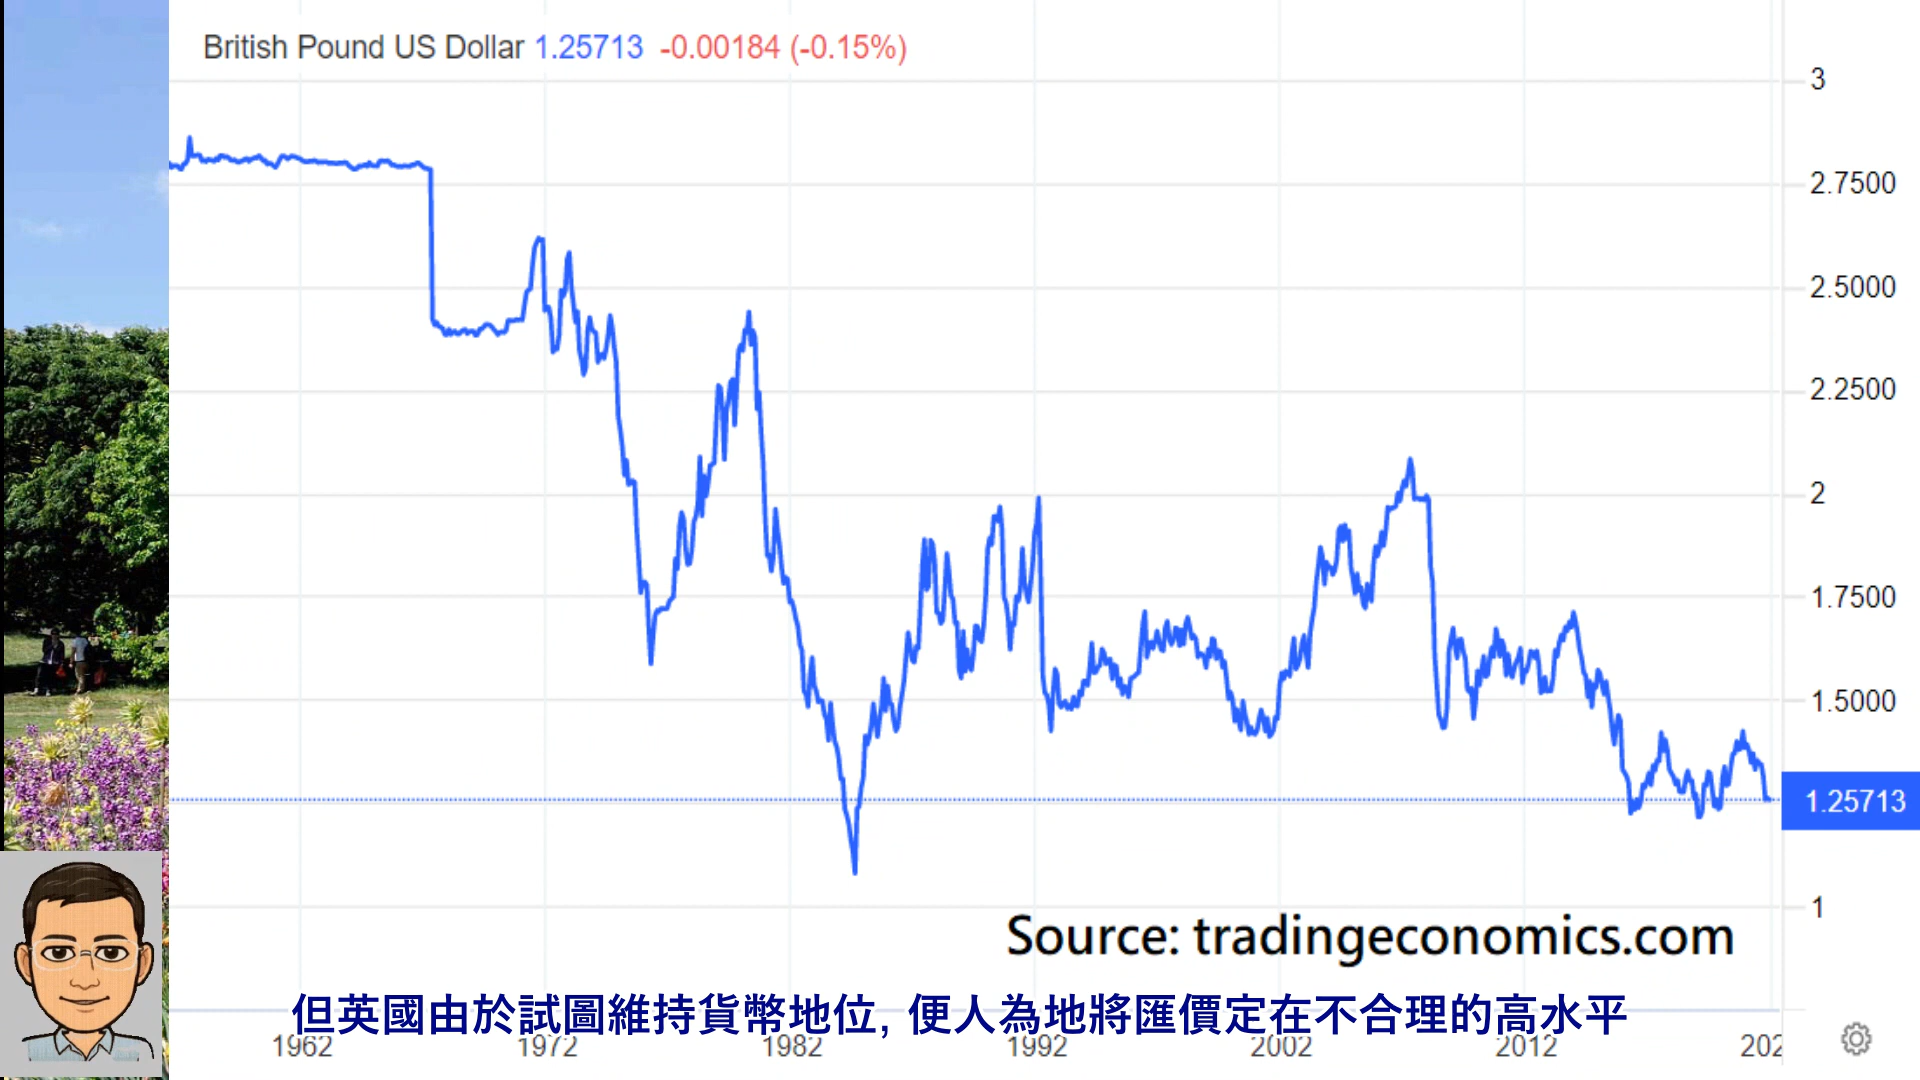 British Pound US Dollar 1.25713 -0.00184 (-0.15%)
3
2.7500
2.5000
2.2500
2
1.7500
1.5000
1.25713
1
Source: tradingeconomics.com
但英國由於試圖維持貨幣地位, 便人為地將匯價定在不合理的高水平
1962 1972 1982 1992 2002 2012 202